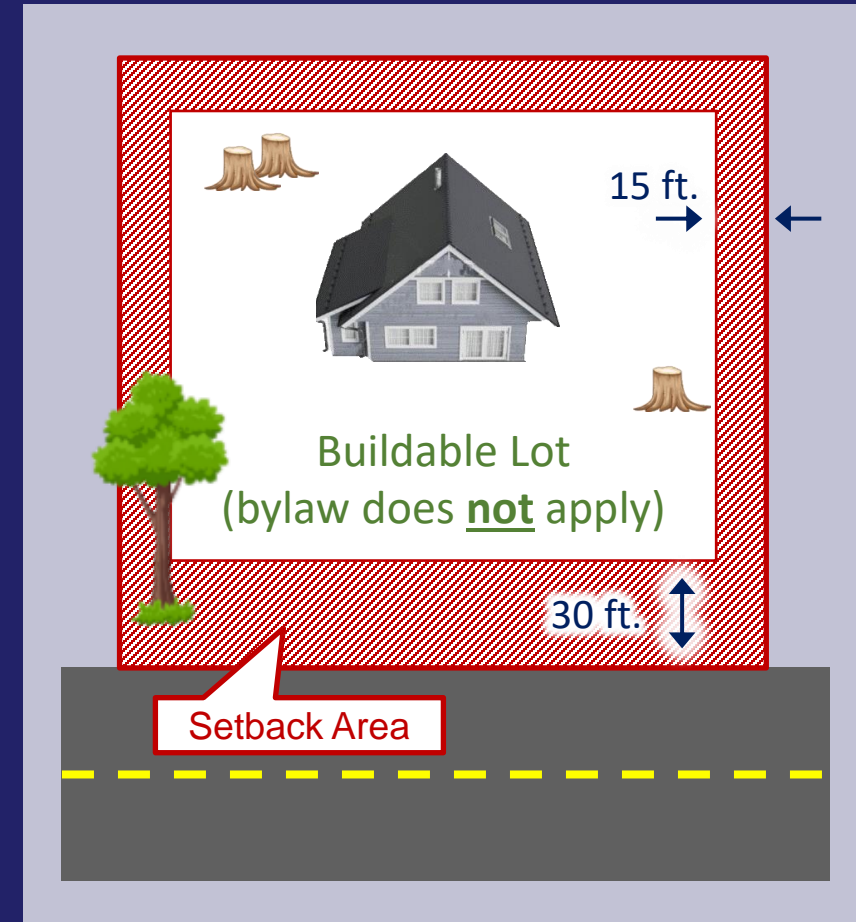 15 ft.
Buildable Lot
(bylaw does not apply)
30 ft.
Setback Area